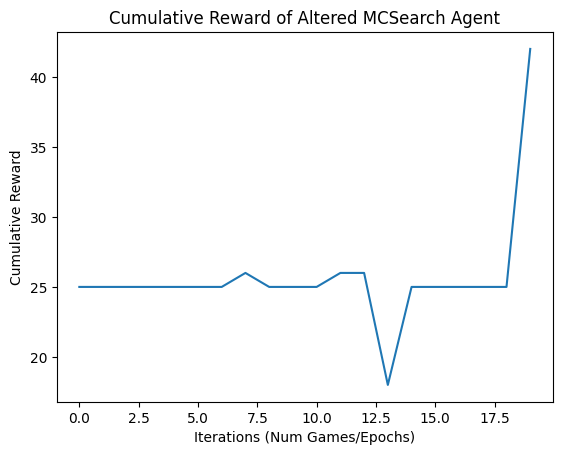 Cumulative Reward of Altered MCSearch Agent
40
35
30
25
20
Cumulative Reward
0.0 2.5 5.0 7.5 10.0 12.5 15.0 17.5
Iterations (Num Games/Epochs)